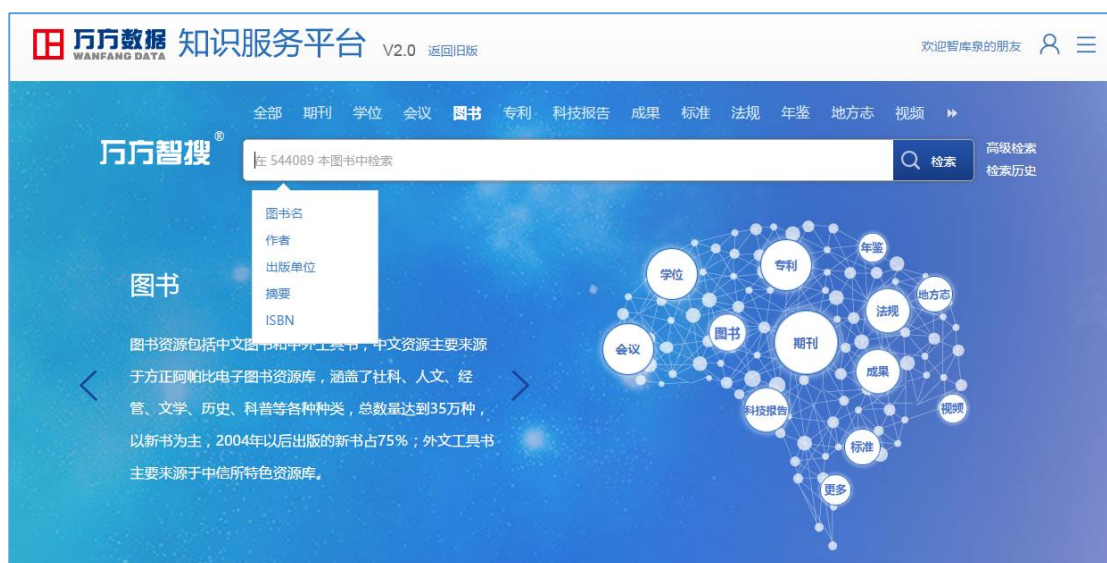 万方数据 知识服务平台 V2.0 返回旧版 欢迎智库泉的朋友
WANFANG DATA
全部 期刊 学位 会议 图书 专利 科技报告 成果 标准 法规 年鉴 地方志 视频
万方智搜®
在 544089 本图书中检索
检索
高级检索
检索历史
图书名
作者
出版单位
摘要
ISBN
图书
图书资源包括中文图书和中外工具书，中文资源主要来源
于方正阿帕比电子图书资源库，涵盖了社科、人文、经
管、文学、历史、科普等各种种类，总数量达到35万种，
以新书为主，2004年以后出版的新书占75%；外文工具书
主要来源于中信所特色资源库。
年鉴
专利
学位
地方志
法规
图书
期刊
会议
成果
科技报告
视频
标准
更多